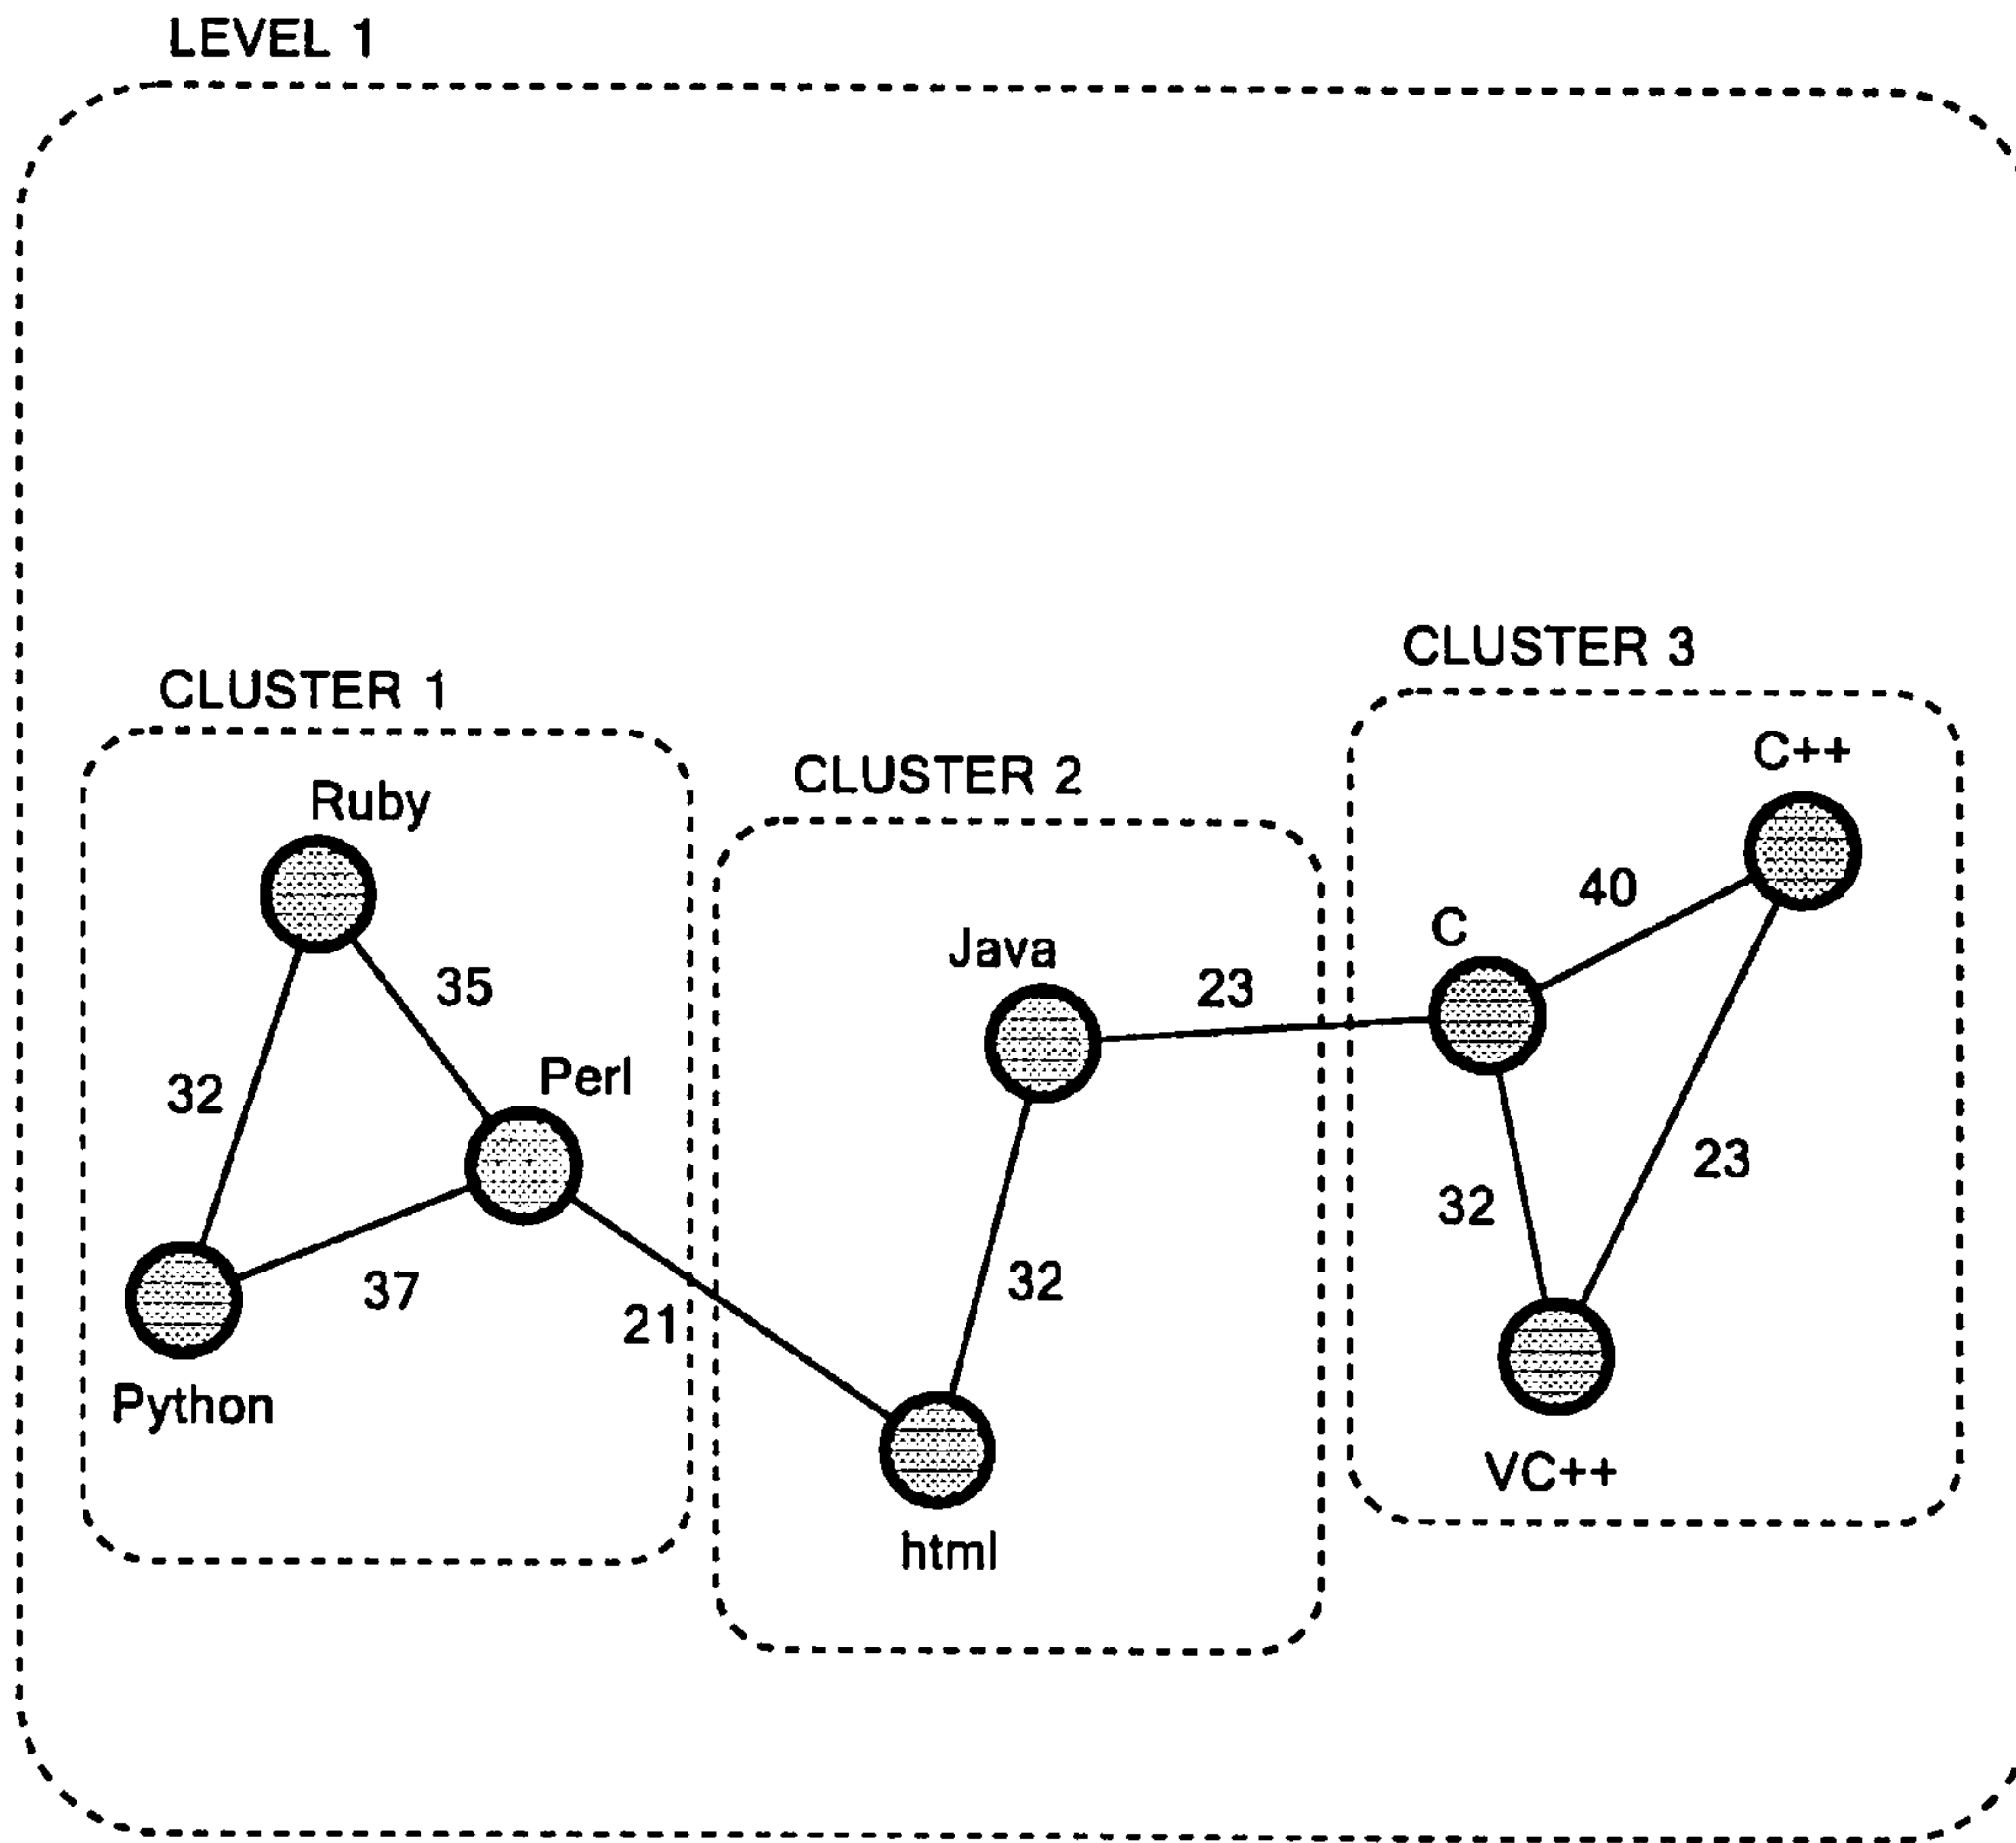 LEVEL 1
CLUSTER 1
Ruby
35
32
Perl
37
Python
21
CLUSTER 2
Java
23
32
html
CLUSTER 3
C++
40
C
23
32
VC++